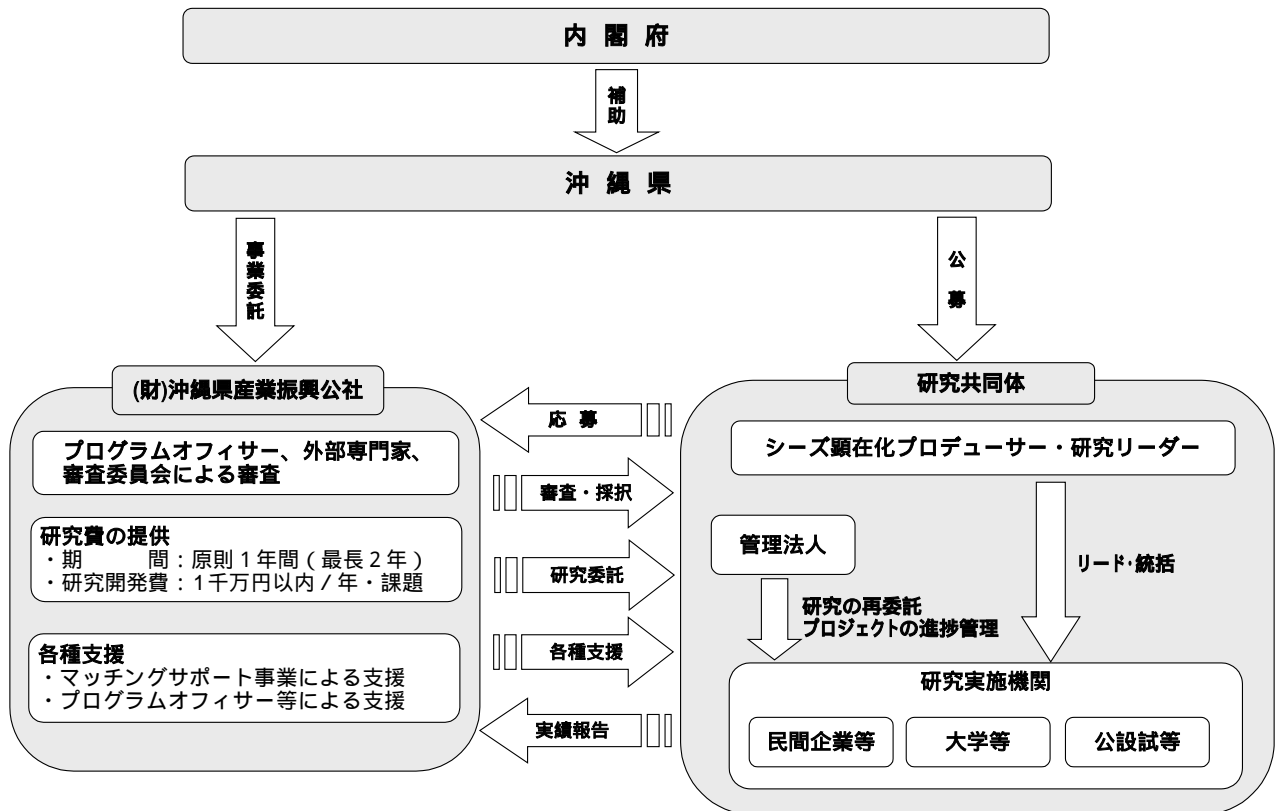 内 閣 府
補助
沖 縄 県
事業委託
公募
(財)沖縄県産業振興公社
プログラムオフィサー、外部専門家、
審査委員会による審査
研究費の提供
・期　　　間：原則１年間（最長２年）
・研究開発費：1千万円以内／年・課題
各種支援
・マッチングサポート事業による支援
・プログラムオフィサー等による支援
応 募
審査・採択
研究委託
各種支援
実績報告
研究共同体
シーズ顕在化プロデューサー・研究リーダー
管理法人
リード・統括
研究の再委託
プロジェクトの進捗管理
研究実施機関
民間企業等
大学等
公設試等